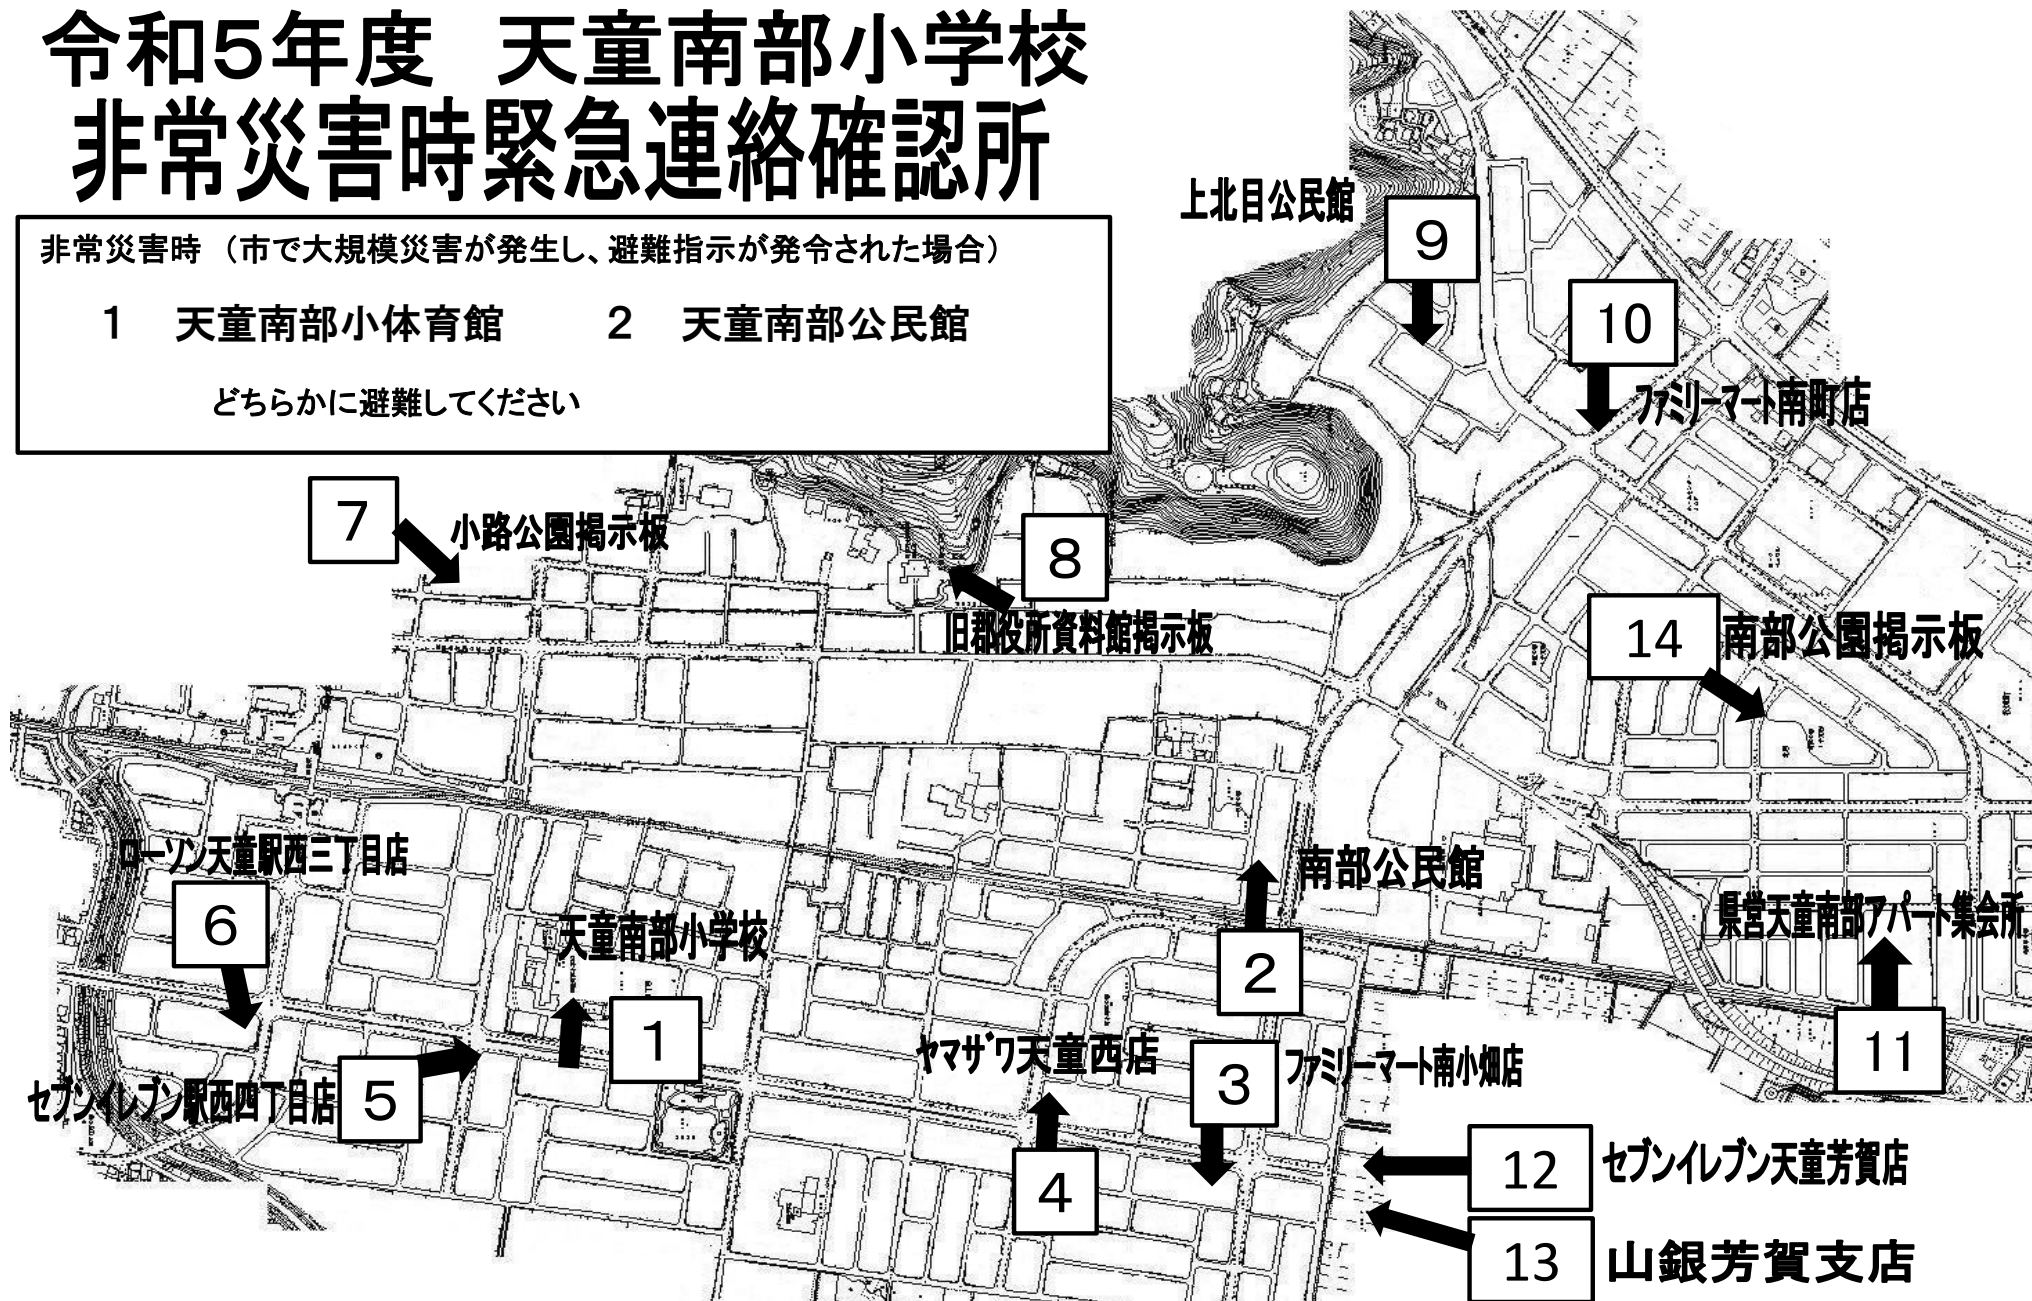 令和5年度 天童南部小学校
非常災害時緊急連絡確認所
非常災害時 (市で大規模災害が発生し、避難指示が発令された場合)
1 天童南部小体育館 2 天童南部公民館
どちらかに避難してください
上北目公民館
9
10
ファミリーマート南町店
7
小路公園掲示板
8
旧郡役所資料館掲示板
14
南部公園掲示板
ローソン天童駅西三丁目店
6
天童南部小学校
1
南部公民館
2
県営天童南部アパート集会所
11
セブンイレブン駅西四丁目店
5
ヤマザワ天童西店
4
3
ファミリーマート南小畑店
12
セブンイレブン天童芳賀店
13
山銀芳賀支店